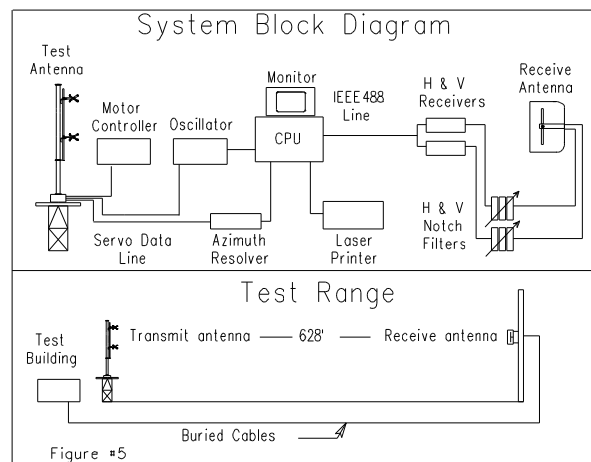 System Block Diagram
Test
Antenna
Motor
Controller
Oscillator
Monitor
CPU
IEEE488
Line
H & V
Receivers
Receive
Antenna
Servo Data
Line
Azimuth
Resolver
Laser
Printer
H & V
Notch
Filters
Test Range
Test
Building
Transmit antenna — 628' — Receive antenna
Buried Cables
Figure #5